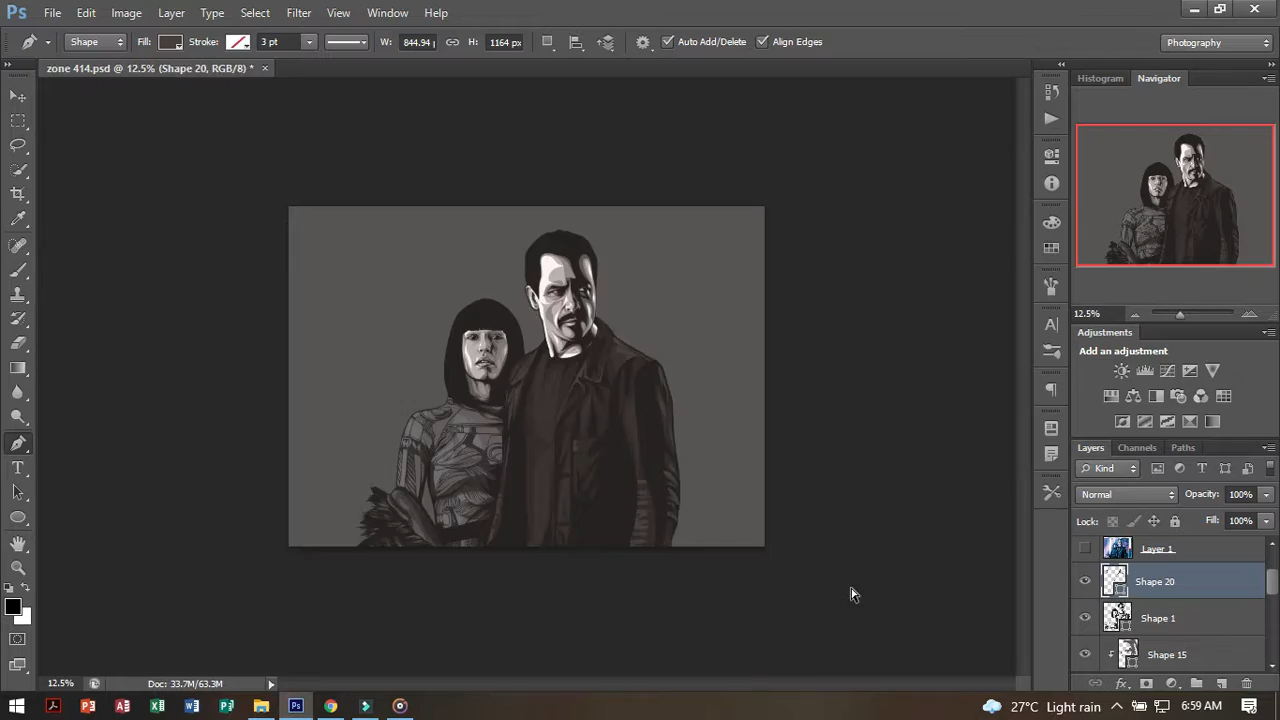 Ps File Edit Image Layer Type Select Filter View Window Help
Shape Fill: Stroke: 3 pt W: 844.94 H: 1164 px Auto Add/Delete Align Edges Photography
zone 414.psd @ 12.5% (Shape 20, RGB/8) * ×
Histogram Navigator
12.5%
Adjustments
Add an adjustment
Layers Channels Paths
Kind
Normal Opacity: 100%
Lock: Fill: 100%
Layer 1
Shape 20
Shape 1
Shape 15
12.5% Doc: 33.7M/63.3M
27°C Light rain 6:59 AM